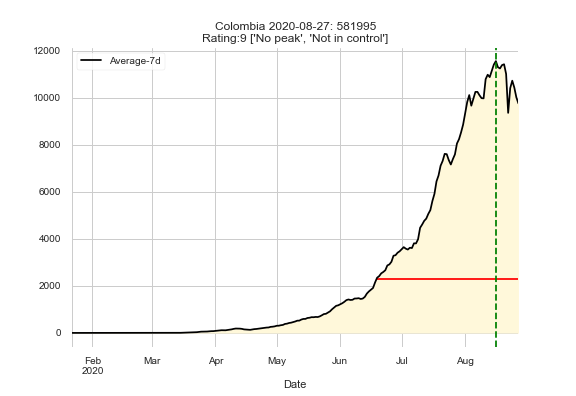 Colombia 2020-08-27: 581995
Rating:9 ['No peak', 'Not in control']
12000
Average-7d
10000
8000
6000
4000
2000
0
Feb Mar Apr May Jun Jul Aug
2020
Date